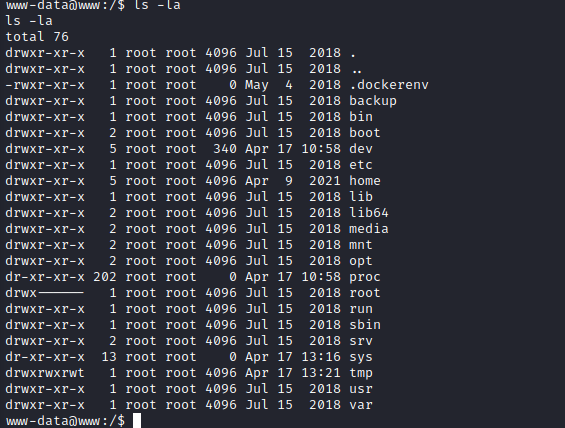 www-data@www:/$ ls -la
ls -la
total 76
drwxr-xr-x   1 root root 4096 Jul 15  2018 .
drwxr-xr-x   1 root root 4096 Jul 15  2018 ..
-rwxr-xr-x   1 root root    0 May  4  2018 .dockerenv
drwxr-xr-x   1 root root 4096 Jul 15  2018 backup
drwxr-xr-x   1 root root 4096 Jul 15  2018 bin
drwxr-xr-x   2 root root 4096 Jul 15  2018 boot
drwxr-xr-x   5 root root  340 Apr 17 10:58 dev
drwxr-xr-x   1 root root 4096 Jul 15  2018 etc
drwxr-xr-x   5 root root 4096 Apr  9  2021 home
drwxr-xr-x   1 root root 4096 Jul 15  2018 lib
drwxr-xr-x   2 root root 4096 Jul 15  2018 lib64
drwxr-xr-x   2 root root 4096 Jul 15  2018 media
drwxr-xr-x   2 root root 4096 Jul 15  2018 mnt
drwxr-xr-x   2 root root 4096 Jul 15  2018 opt
dr-xr-xr-x 202 root root    0 Apr 17 10:58 proc
drwx------   1 root root 4096 Jul 15  2018 root
drwxr-xr-x   1 root root 4096 Jul 15  2018 run
drwxr-xr-x   1 root root 4096 Jul 15  2018 sbin
drwxr-xr-x   2 root root 4096 Jul 15  2018 srv
dr-xr-xr-x  13 root root    0 Apr 17 13:16 sys
drwxrwxrwt   1 root root 4096 Apr 17 13:21 tmp
drwxr-xr-x   1 root root 4096 Jul 15  2018 usr
drwxr-xr-x   1 root root 4096 Jul 15  2018 var
www-data@www:/$